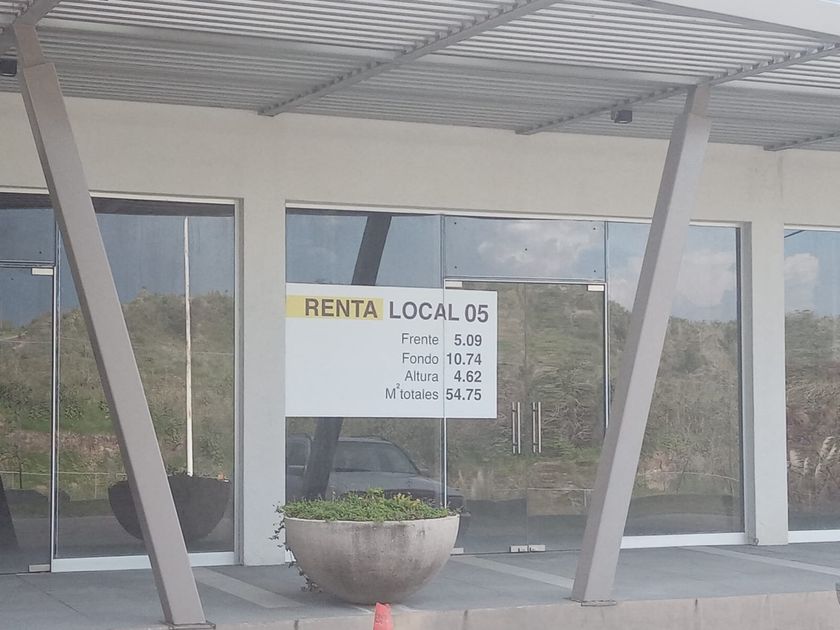 RENTA LOCAL 05
Frente 5.09
Fondo 10.74
Altura 4.62
M² totales 54.75